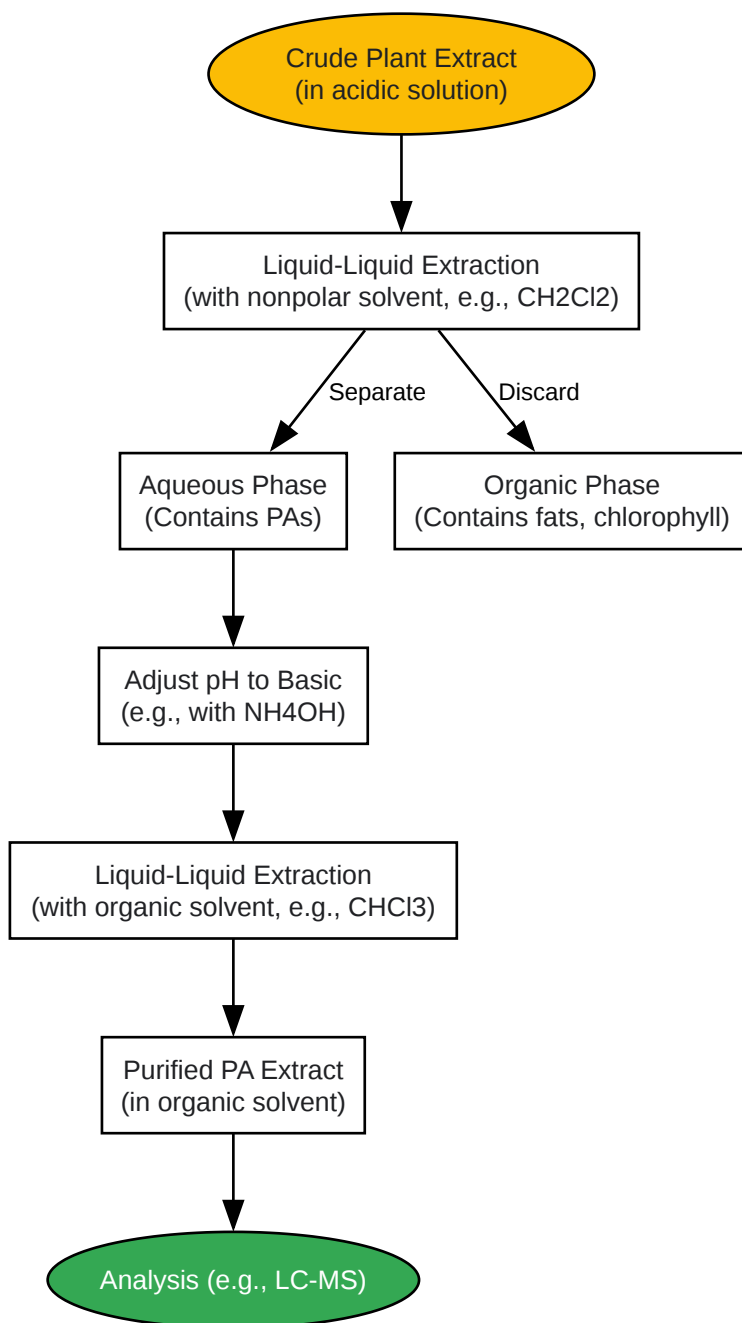 Crude Plant Extract
(in acidic solution)
Liquid-Liquid Extraction
(with nonpolar solvent, e.g., CH2Cl2)
Separate
Discard
Aqueous Phase
(Contains PAs)
Organic Phase
(Contains fats, chlorophyll)
Adjust pH to Basic
(e.g., with NH4OH)
Liquid-Liquid Extraction
(with organic solvent, e.g., CHCl3)
Purified PA Extract
(in organic solvent)
Analysis (e.g., LC-MS)